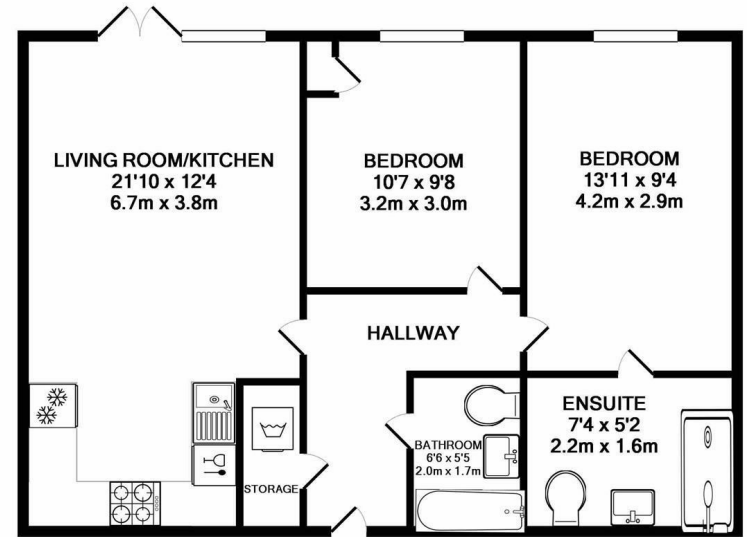 LIVING ROOM/KITCHEN
21'10 x 12'4
6.7m x 3.8m
BEDROOM
10'7 x 9'8
3.2m x 3.0m
BEDROOM
13'11 x 9'4
4.2m x 2.9m
HALLWAY
ENSUITE
7'4 x 5'2
2.2m x 1.6m
BATHROOM
6'6 x 5'5
2.0m x 1.7m
STORAGE